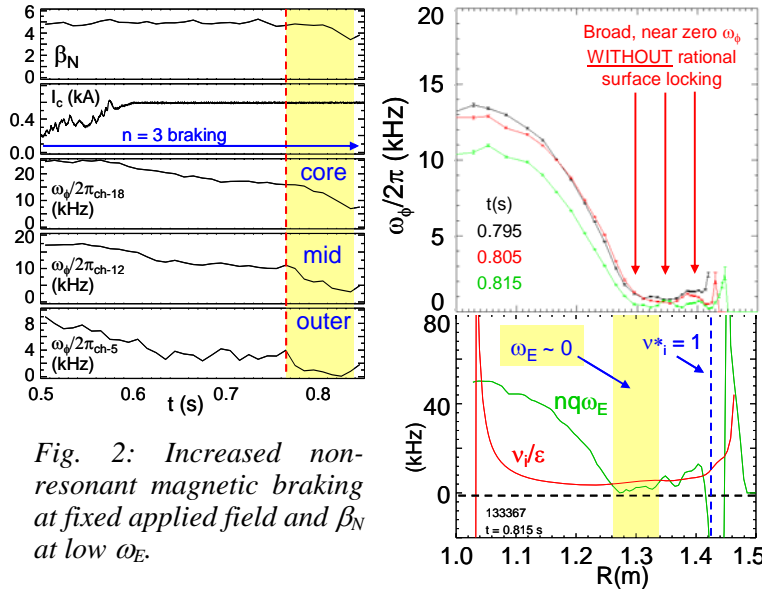 6
4
2
0
βN
Ic (kA)
0.6
0.0
n = 3 braking
20
10
0
ωϕ/2πch-18
(kHz)
core
20
10
0
ωϕ/2πch-12
(kHz)
mid
8
4
0
ωϕ/2πch-5
(kHz)
outer
0.5 0.6 0.7 0.8
t (s)
Fig. 2: Increased non-
resonant magnetic braking
at fixed applied field and βN
at low ωE.
20
15
10
5
0
ωϕ/2π (kHz)
Broad, near zero ωϕ
WITHOUT rational
surface locking
t(s)
0.795
0.805
0.815
80
40
0
(kHz)
ωE ~ 0
ν*i = 1
nqωE
νi/ε
133367
t = 0.815 s
1.0 1.1 1.2 1.3 1.4 1.5
R(m)